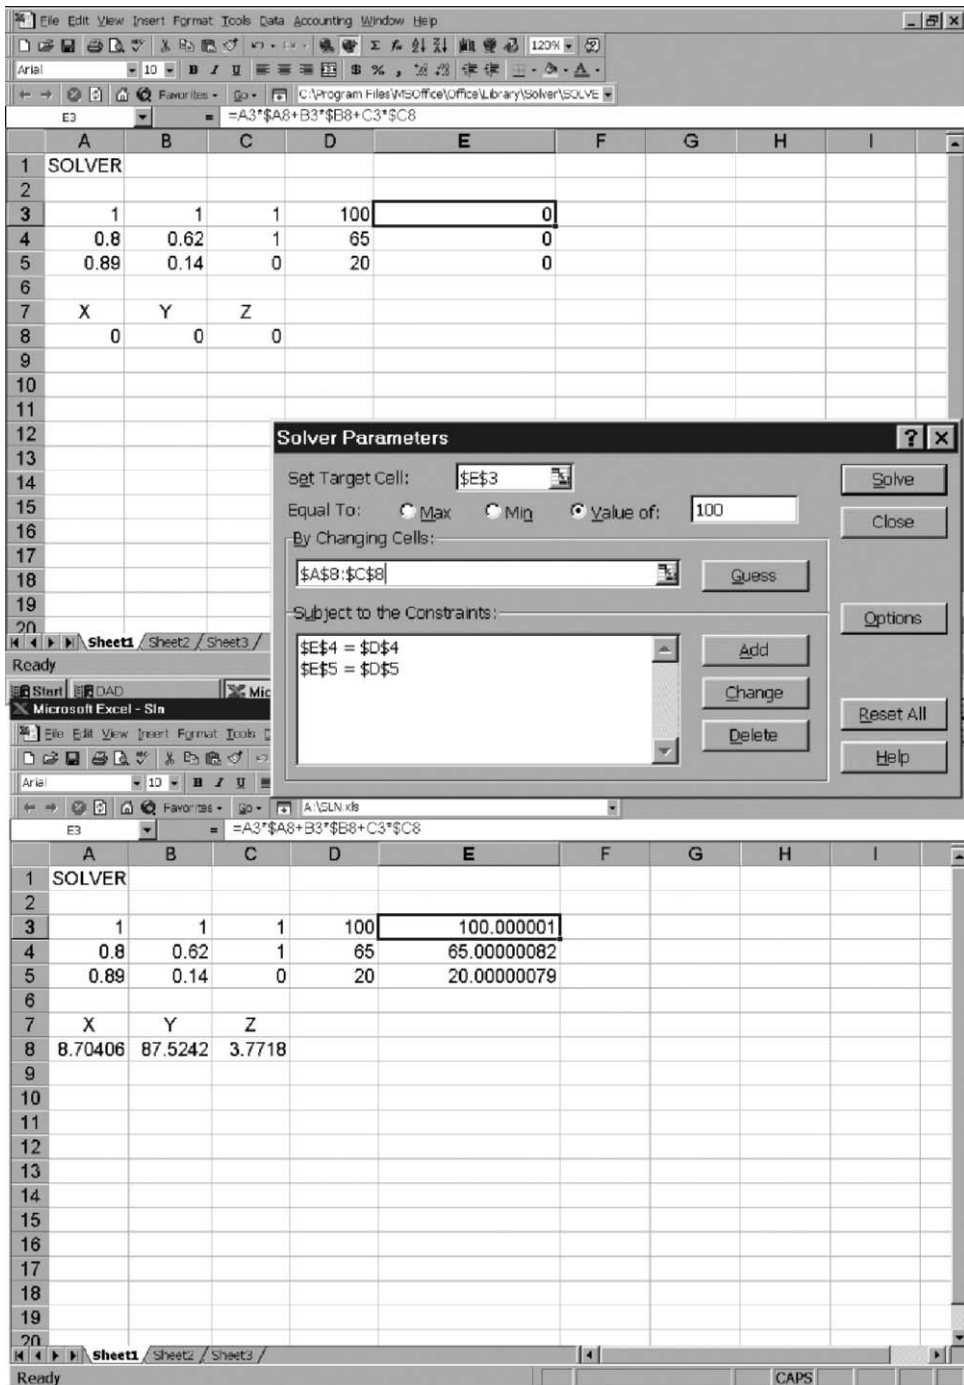 File Edit View Insert Format Tools Data Accounting Window Help
120%
Arial 10 B I U $ % ,
Favorites Go C:\Program Files\MSOffice\Office\Library\Solver\SOLVE
E3 = =A3*$A8+B3*$B8+C3*$C8
A B C D E F G H I
1 SOLVER
2
3 1 1 1 100 0
4 0.8 0.62 1 65 0
5 0.89 0.14 0 20 0
6
7 X Y Z
8 0 0 0
9
10
11
12
13
14
15
16
17
18
19
20
Sheet1 Sheet2 Sheet3
Ready
Start DAD Mic
Solver Parameters ? X
Set Target Cell: $E$3 Solve
Equal To: Max Min Value of: 100 Close
By Changing Cells:
$A$8:$C$8 Guess
Subject to the Constraints: Options
$E$4 = $D$4 Add
$E$5 = $D$5
Change
Reset All
Delete
Help
Microsoft Excel - Sln
File Edit View Insert Format Tools D
Arial 10 B I U
Favorites Go A:\SLN.xls
E3 = =A3*$A8+B3*$B8+C3*$C8
A B C D E F G H I
1 SOLVER
2
3 1 1 1 100 100.000001
4 0.8 0.62 1 65 65.00000082
5 0.89 0.14 0 20 20.00000079
6
7 X Y Z
8 8.70406 87.5242 3.7718
9
10
11
12
13
14
15
16
17
18
19
20
Sheet1 Sheet2 Sheet3
Ready CAPS